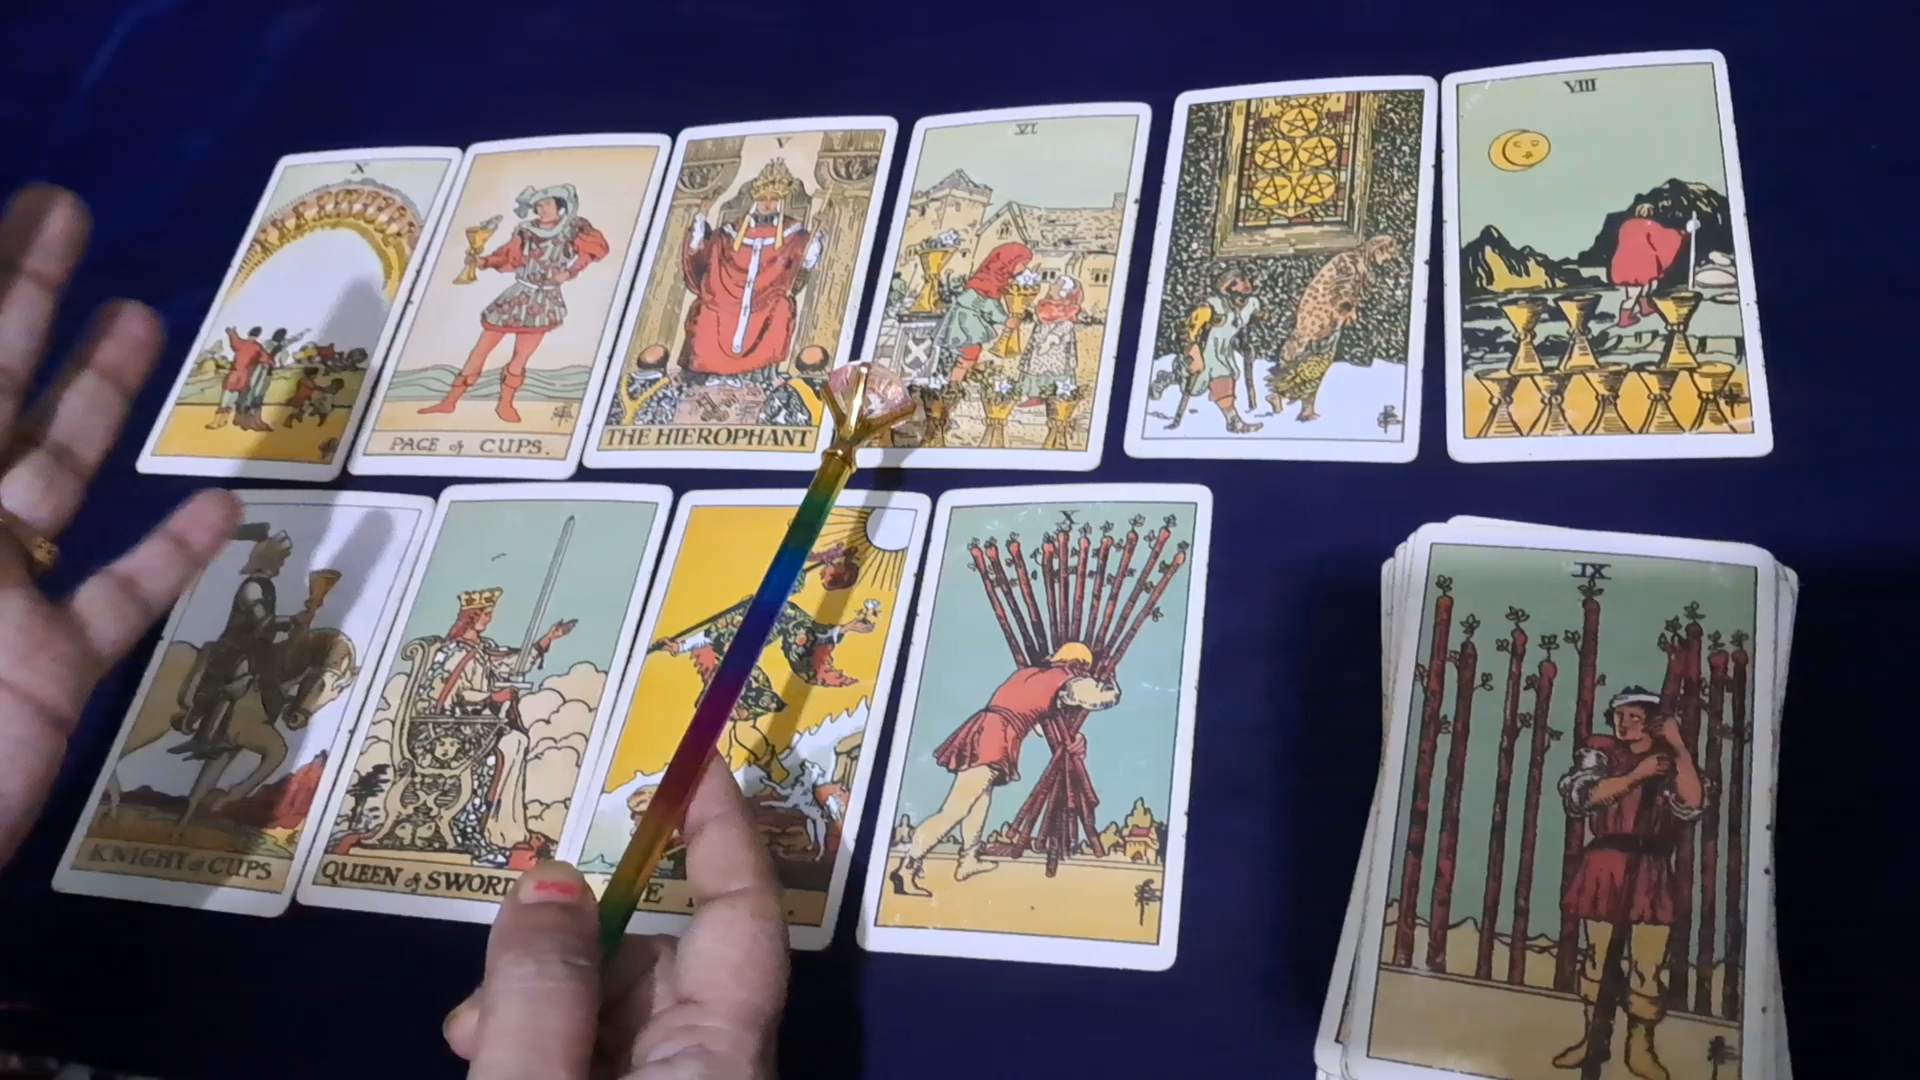 X
PAGE of CUPS.
V
THE HIEROPHANT
VI
VIII
KNIGHT of CUPS
QUEEN of SWORD
X
IX